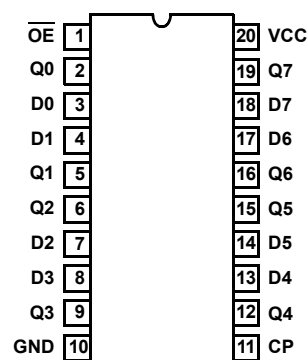 O̅E̅ 1 20 VCC
Q0 2 19 Q7
D0 3 18 D7
D1 4 17 D6
Q1 5 16 Q6
Q2 6 15 Q5
D2 7 14 D5
D3 8 13 D4
Q3 9 12 Q4
GND 10 11 CP